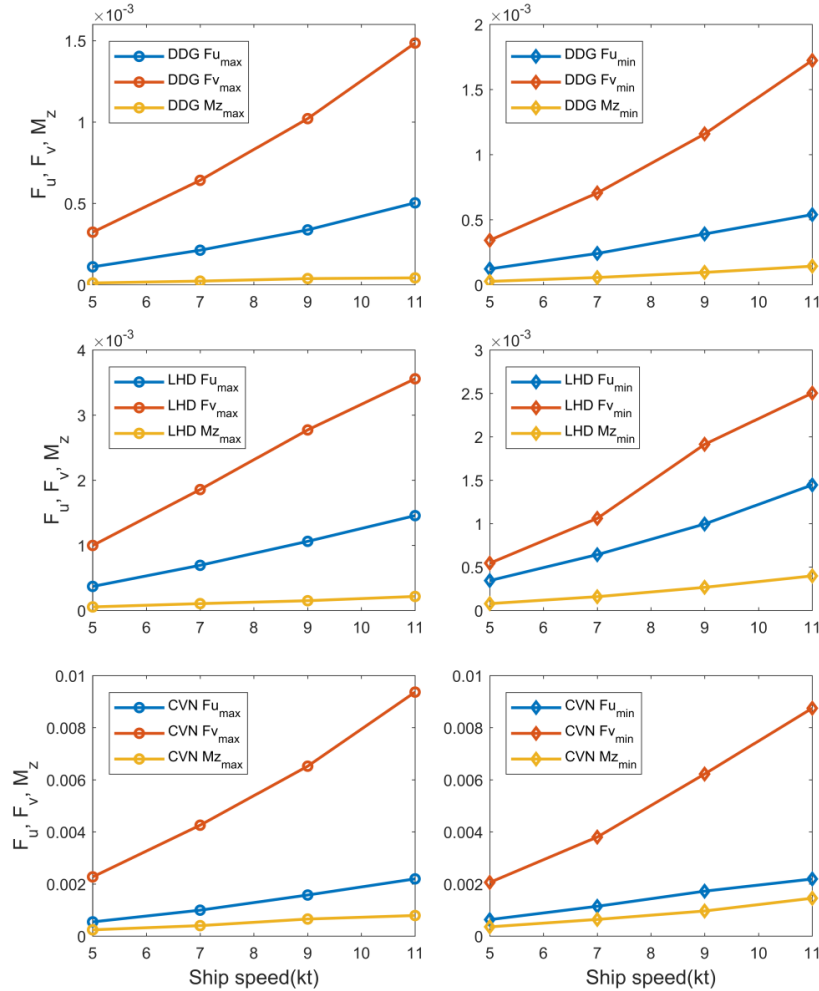 ×10⁻³
1.5
1
0.5
0
F_u, F_v, M_z
DDG Fu_max
DDG Fv_max
DDG Mz_max
5 6 7 8 9 10 11
×10⁻³
2
1.5
1
0.5
0
DDG Fu_min
DDG Fv_min
DDG Mz_min
5 6 7 8 9 10 11
×10⁻³
4
3
2
1
0
F_u, F_v, M_z
LHD Fu_max
LHD Fv_max
LHD Mz_max
5 6 7 8 9 10 11
×10⁻³
3
2.5
2
1.5
1
0.5
0
LHD Fu_min
LHD Fv_min
LHD Mz_min
5 6 7 8 9 10 11
0.01
0.008
0.006
0.004
0.002
0
F_u, F_v, M_z
CVN Fu_max
CVN Fv_max
CVN Mz_max
5 6 7 8 9 10 11
Ship speed(kt)
0.01
0.008
0.006
0.004
0.002
0
CVN Fu_min
CVN Fv_min
CVN Mz_min
5 6 7 8 9 10 11
Ship speed(kt)